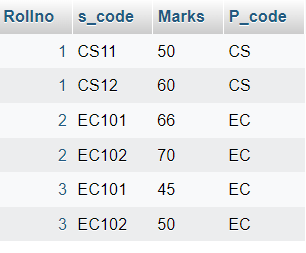 Rollno s_code Marks P_code
1 CS11 50 CS
1 CS12 60 CS
2 EC101 66 EC
2 EC102 70 EC
3 EC101 45 EC
3 EC102 50 EC